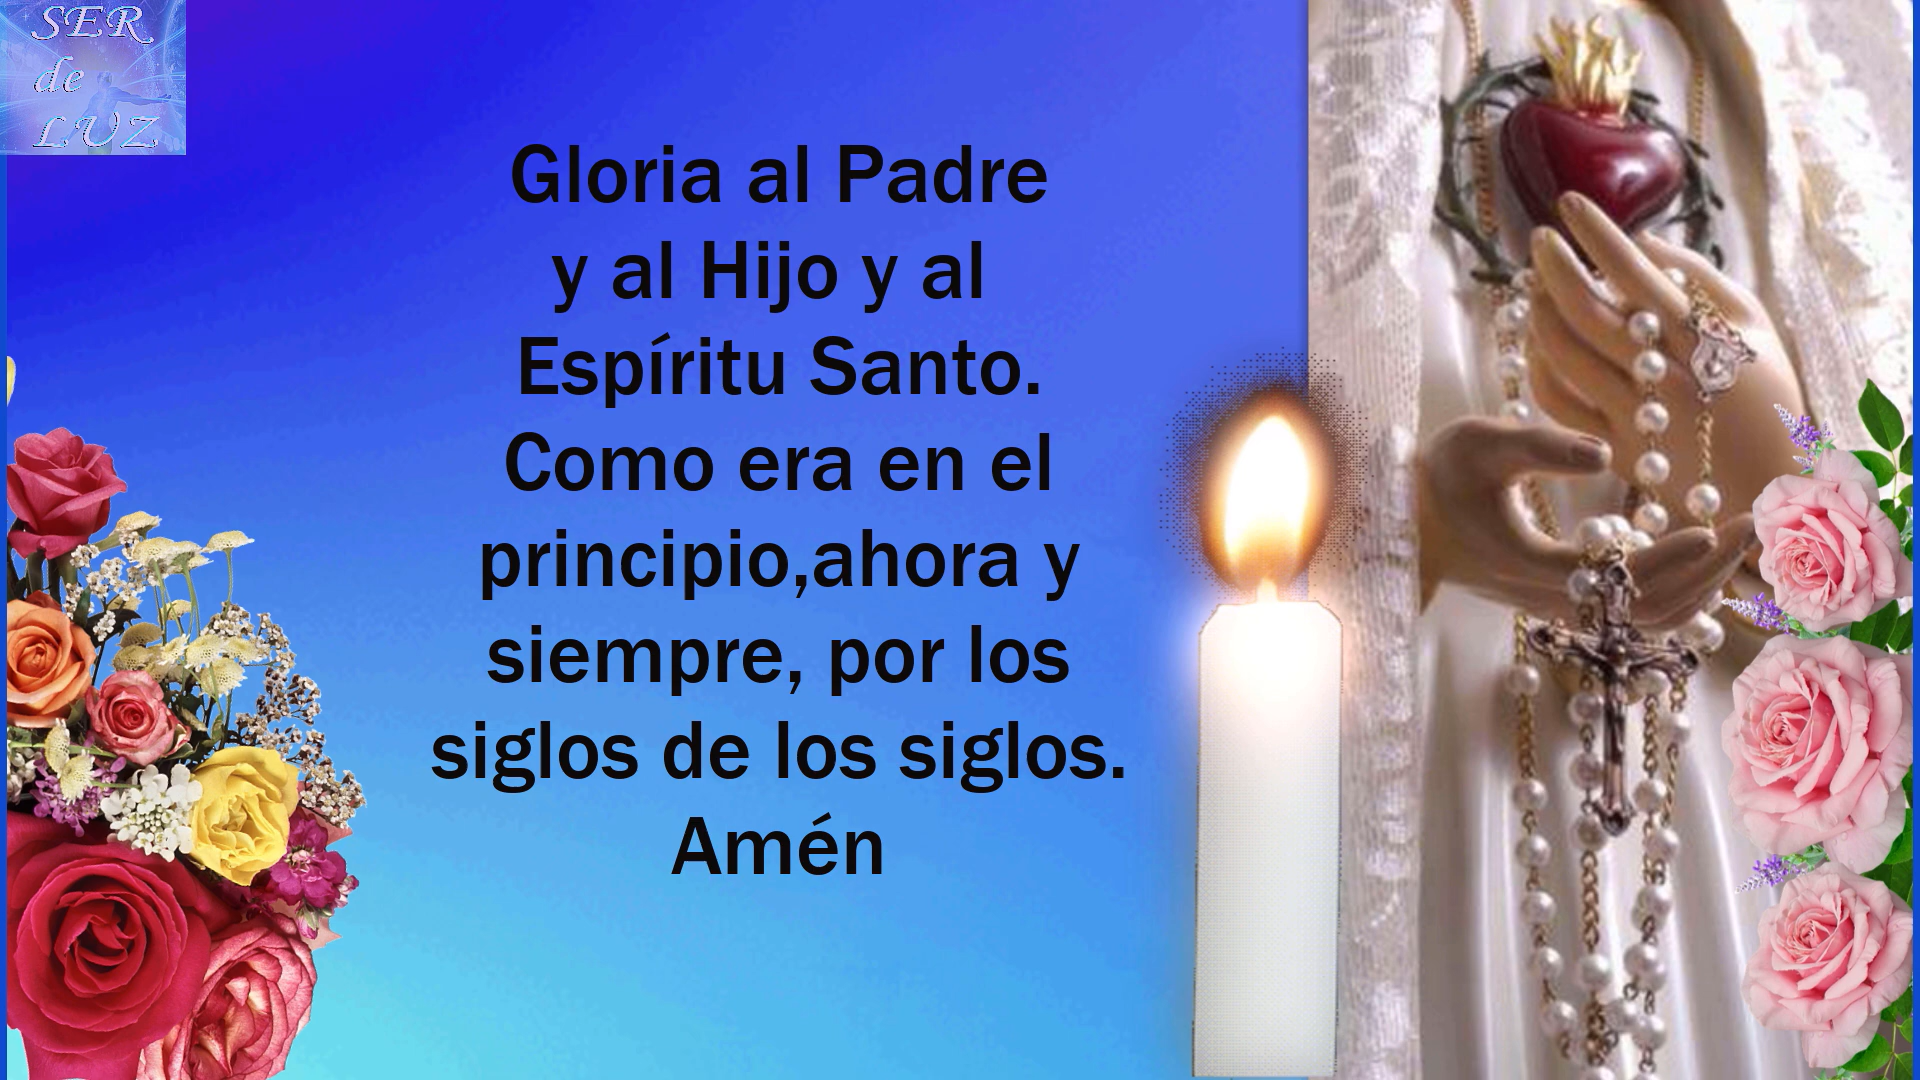 SER
de
LUZ
Gloria al Padre
y al Hijo y al
Espíritu Santo.
Como era en el
principio,ahora y
siempre, por los
siglos de los siglos.
Amén